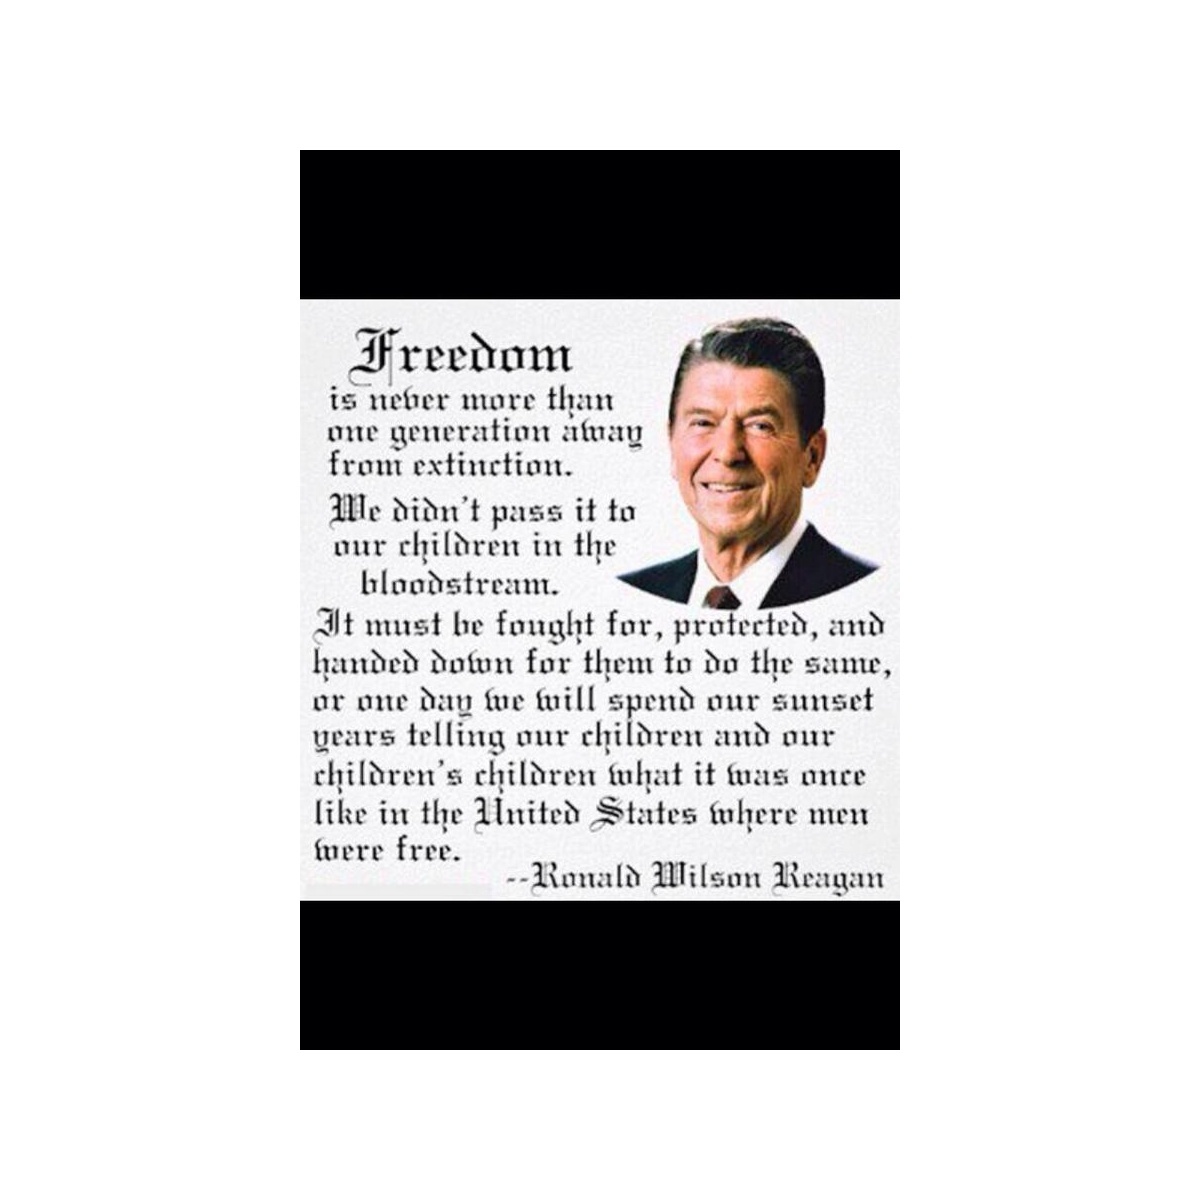 Freedom
is never more than
one generation away
from extinction.
We didn't pass it to
our children in the
bloodstream.
It must be fought for, protected, and
handed down for them to do the same,
or one day we will spend our sunset
years telling our children and our
children's children what it was once
like in the United States where men
were free.
--Ronald Wilson Reagan